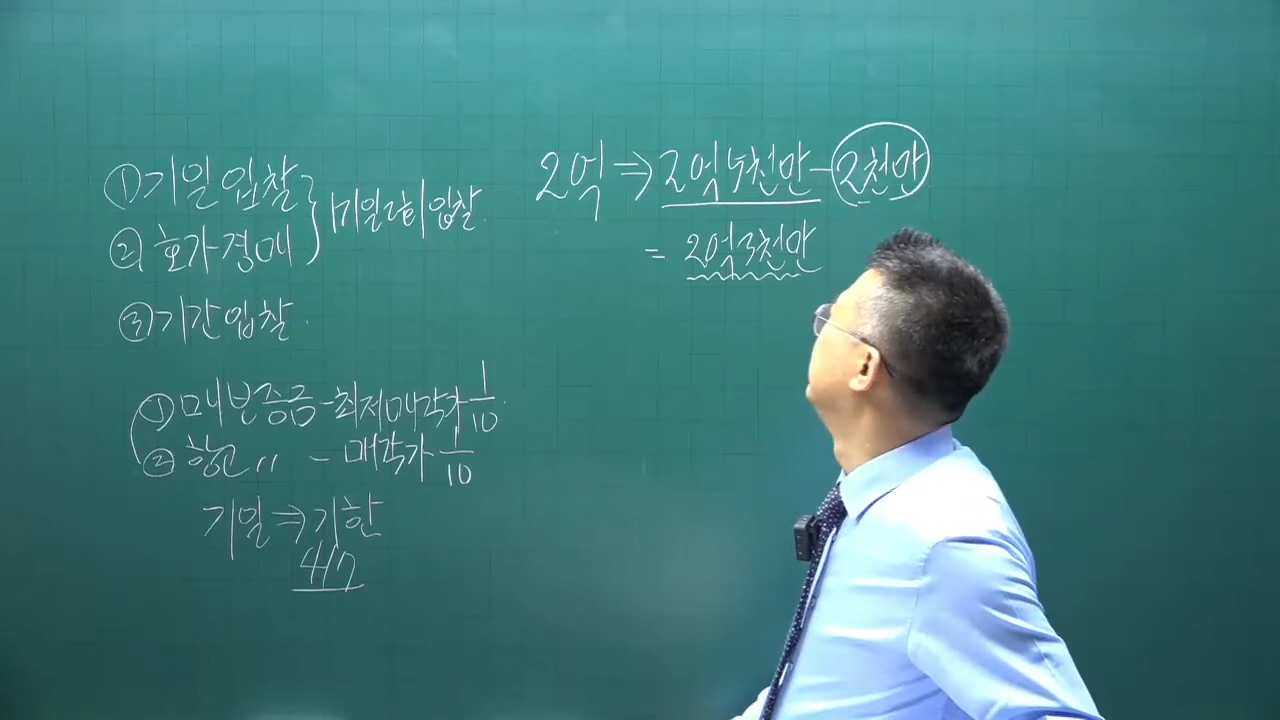 ①기일입찰
②호가경매
기일입찰
③기간입찰.
①매보증금-최저매각가 1/10.
②항고 〃 - 매각가 1/10
기일⇒기한
4/7
2억⇒2억5천만-2천만
= 2억3천만